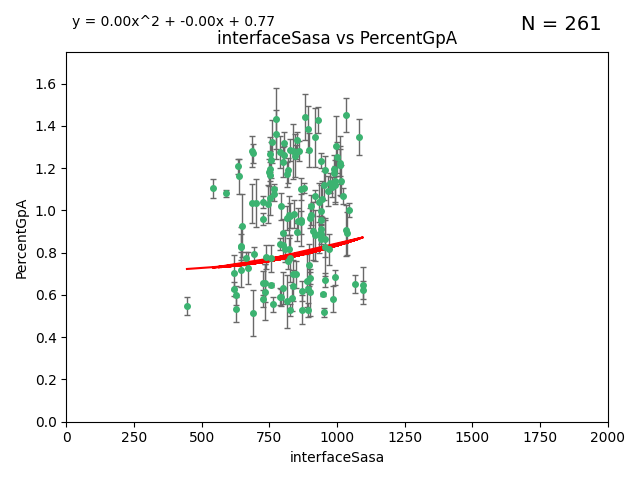 y = 0.00x^2 + -0.00x + 0.77
N = 261
interfaceSasa vs PercentGpA
PercentGpA
1.6
1.4
1.2
1.0
0.8
0.6
0.4
0.2
0.0
0 250 500 750 1000 1250 1500 1750 2000
interfaceSasa